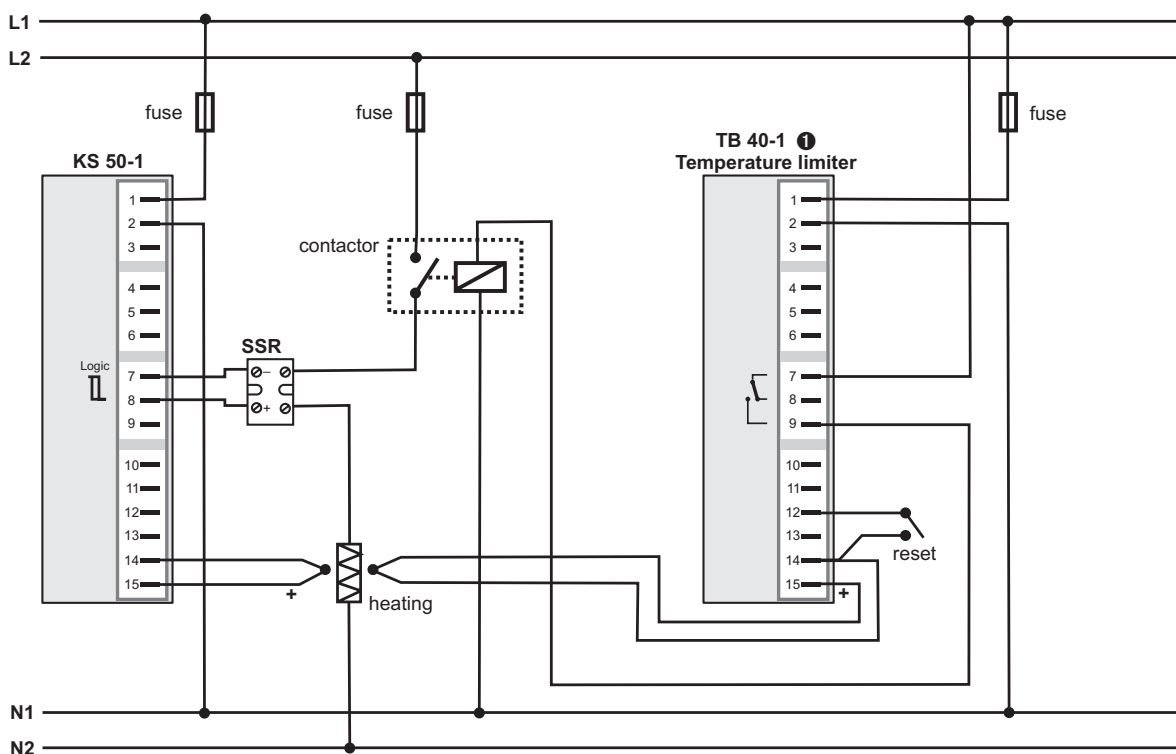 L1
L2
fuse
fuse
fuse
KS 50-1
TB 40-1 ❶
Temperature limiter
contactor
SSR
Logic
–
+
1
2
3
4
5
6
7
8
9
10
11
12
13
14
15
+
heating
1
2
3
4
5
6
7
8
9
10
11
12
13
14
15
+
reset
N1
N2